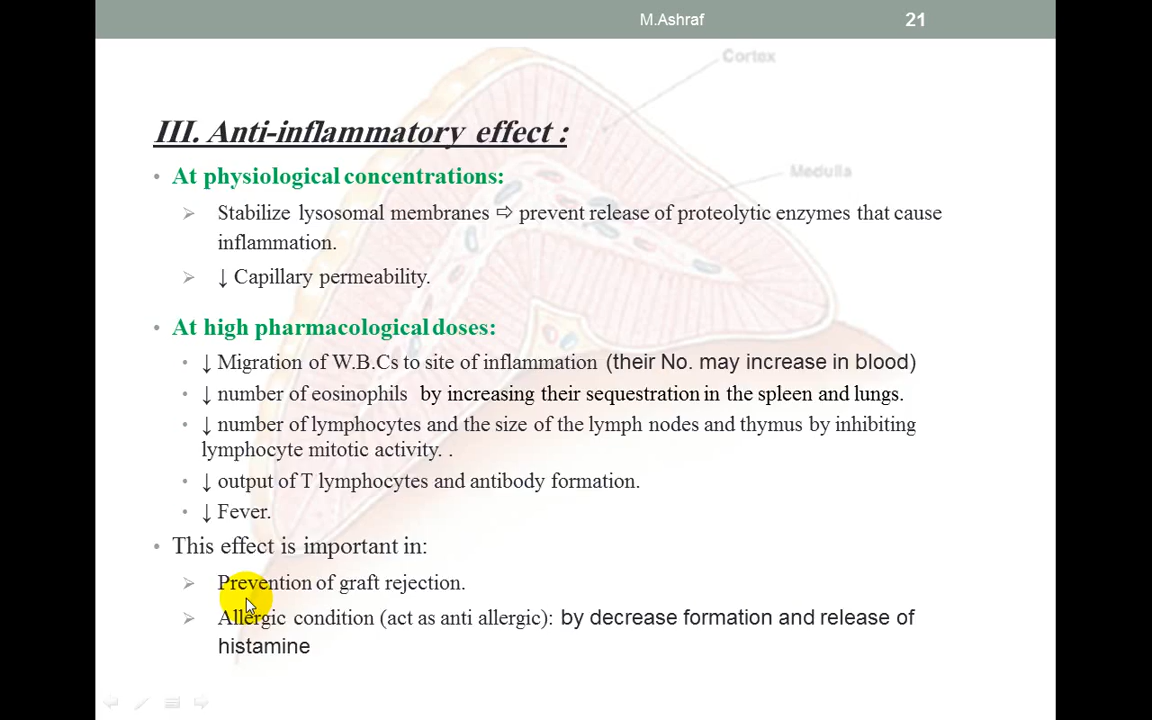 M.Ashraf 21
Cortex
Medulla
III. Anti-inflammatory effect :
• At physiological concentrations:
➢ Stabilize lysosomal membranes ⇨ prevent release of proteolytic enzymes that cause
inflammation.
➢ ↓ Capillary permeability.
• At high pharmacological doses:
• ↓ Migration of W.B.Cs to site of inflammation (their No. may increase in blood)
• ↓ number of eosinophils by increasing their sequestration in the spleen and lungs.
• ↓ number of lymphocytes and the size of the lymph nodes and thymus by inhibiting
lymphocyte mitotic activity. .
• ↓ output of T lymphocytes and antibody formation.
• ↓ Fever.
• This effect is important in:
➢ Prevention of graft rejection.
➢ Allergic condition (act as anti allergic): by decrease formation and release of
histamine